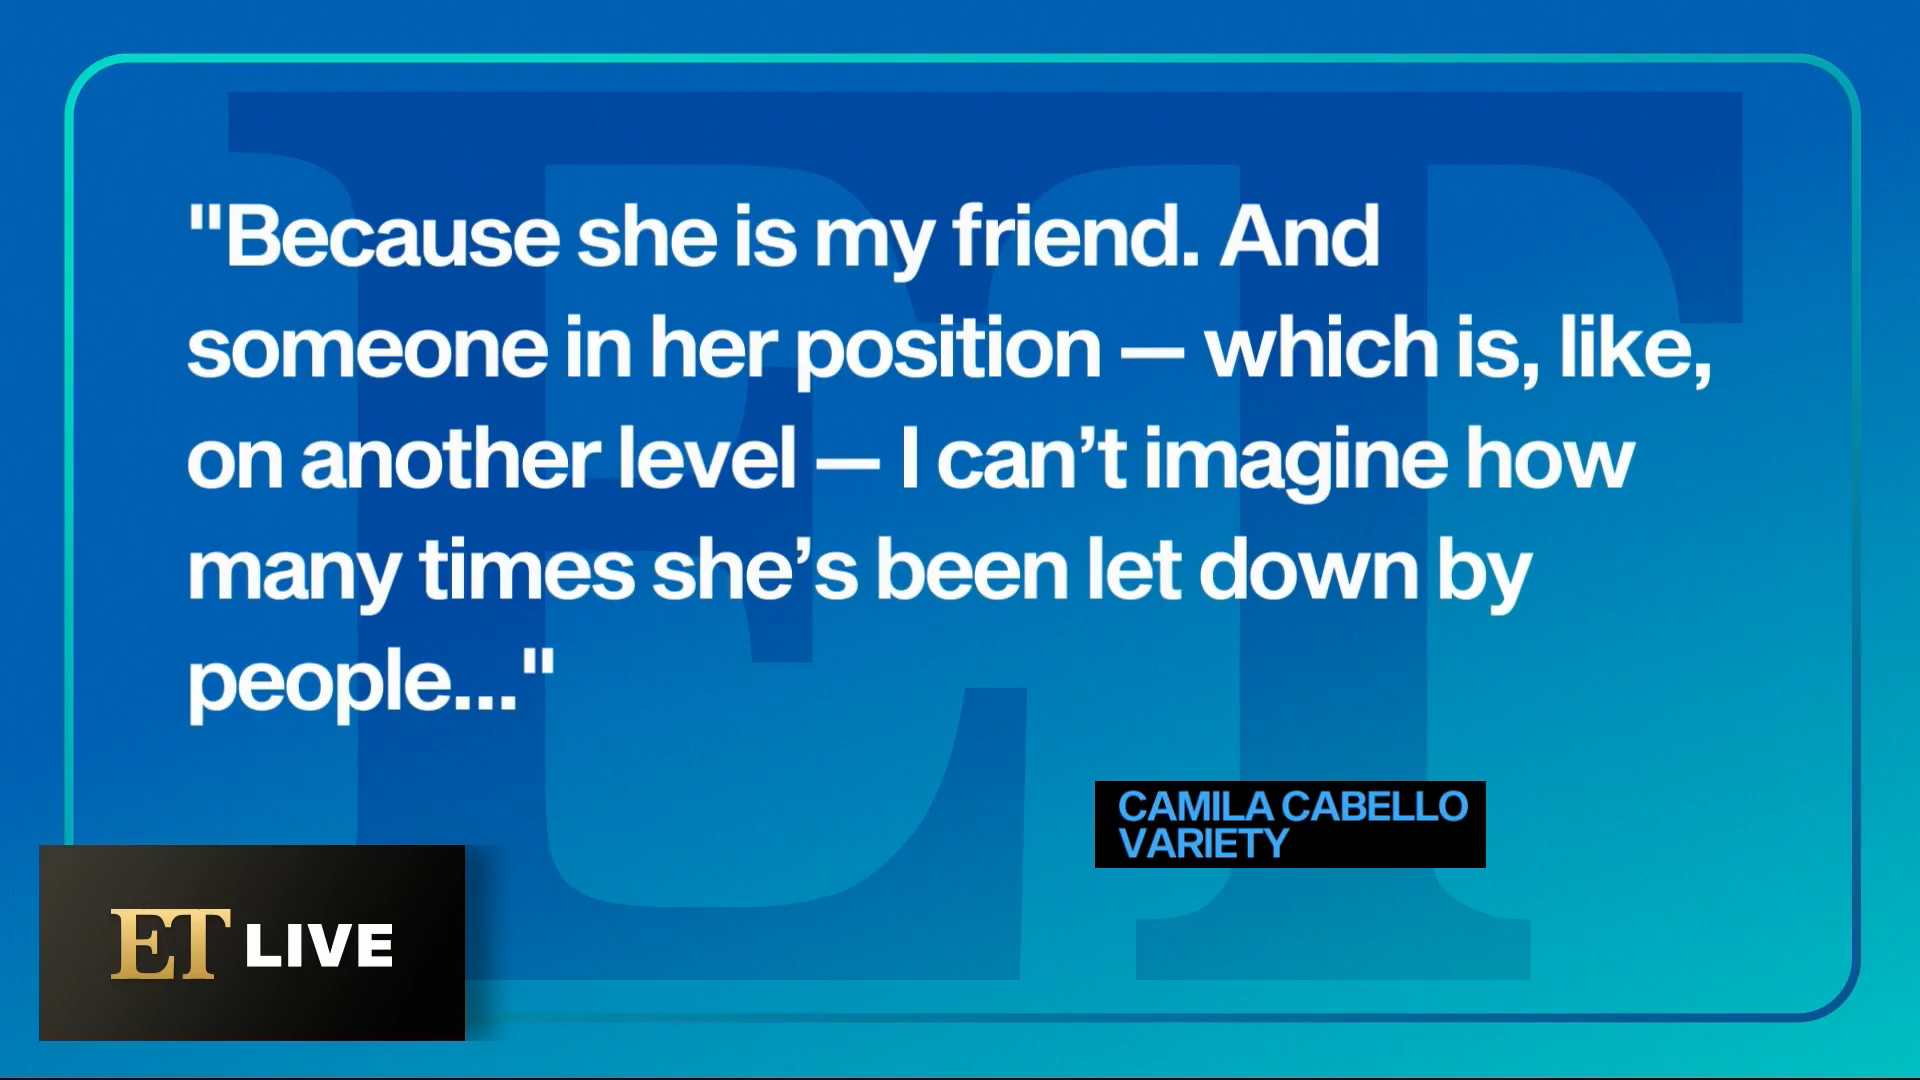 "Because she is my friend. And
someone in her position — which is, like,
on another level — I can’t imagine how
many times she’s been let down by
people..."
CAMILA CABELLO
VARIETY
ET LIVE
ET